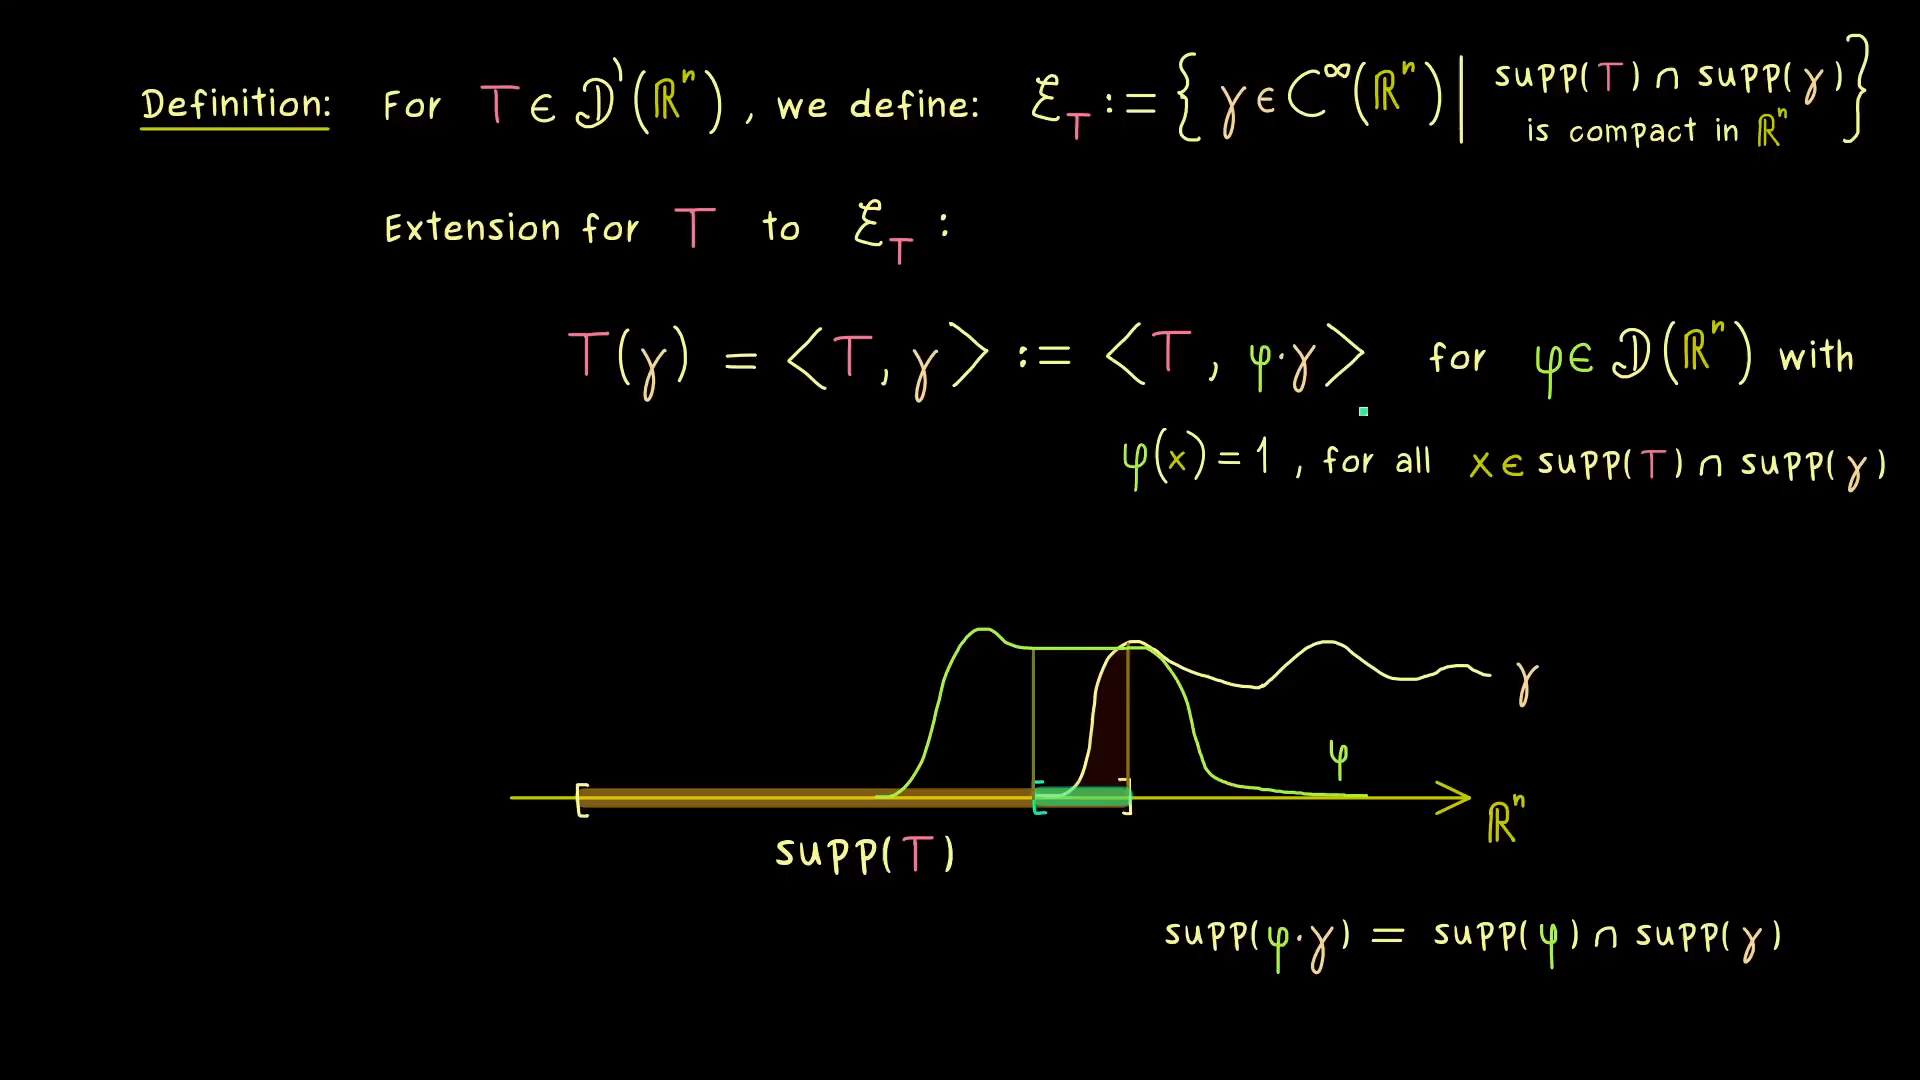 Definition: For T ∈ 𝒟'(ℝⁿ), we define: ℰ_T := { γ ∈ C^∞(ℝⁿ) | supp(T) ∩ supp(γ)
is compact in ℝⁿ }
Extension for T to ℰ_T :
T(γ) = <T, γ> := <T, φ·γ> for φ ∈ 𝒟(ℝⁿ) with
φ(x) = 1, for all x ∈ supp(T) ∩ supp(γ)
γ
φ
ℝⁿ
supp(T)
supp(φ·γ) = supp(φ) ∩ supp(γ)